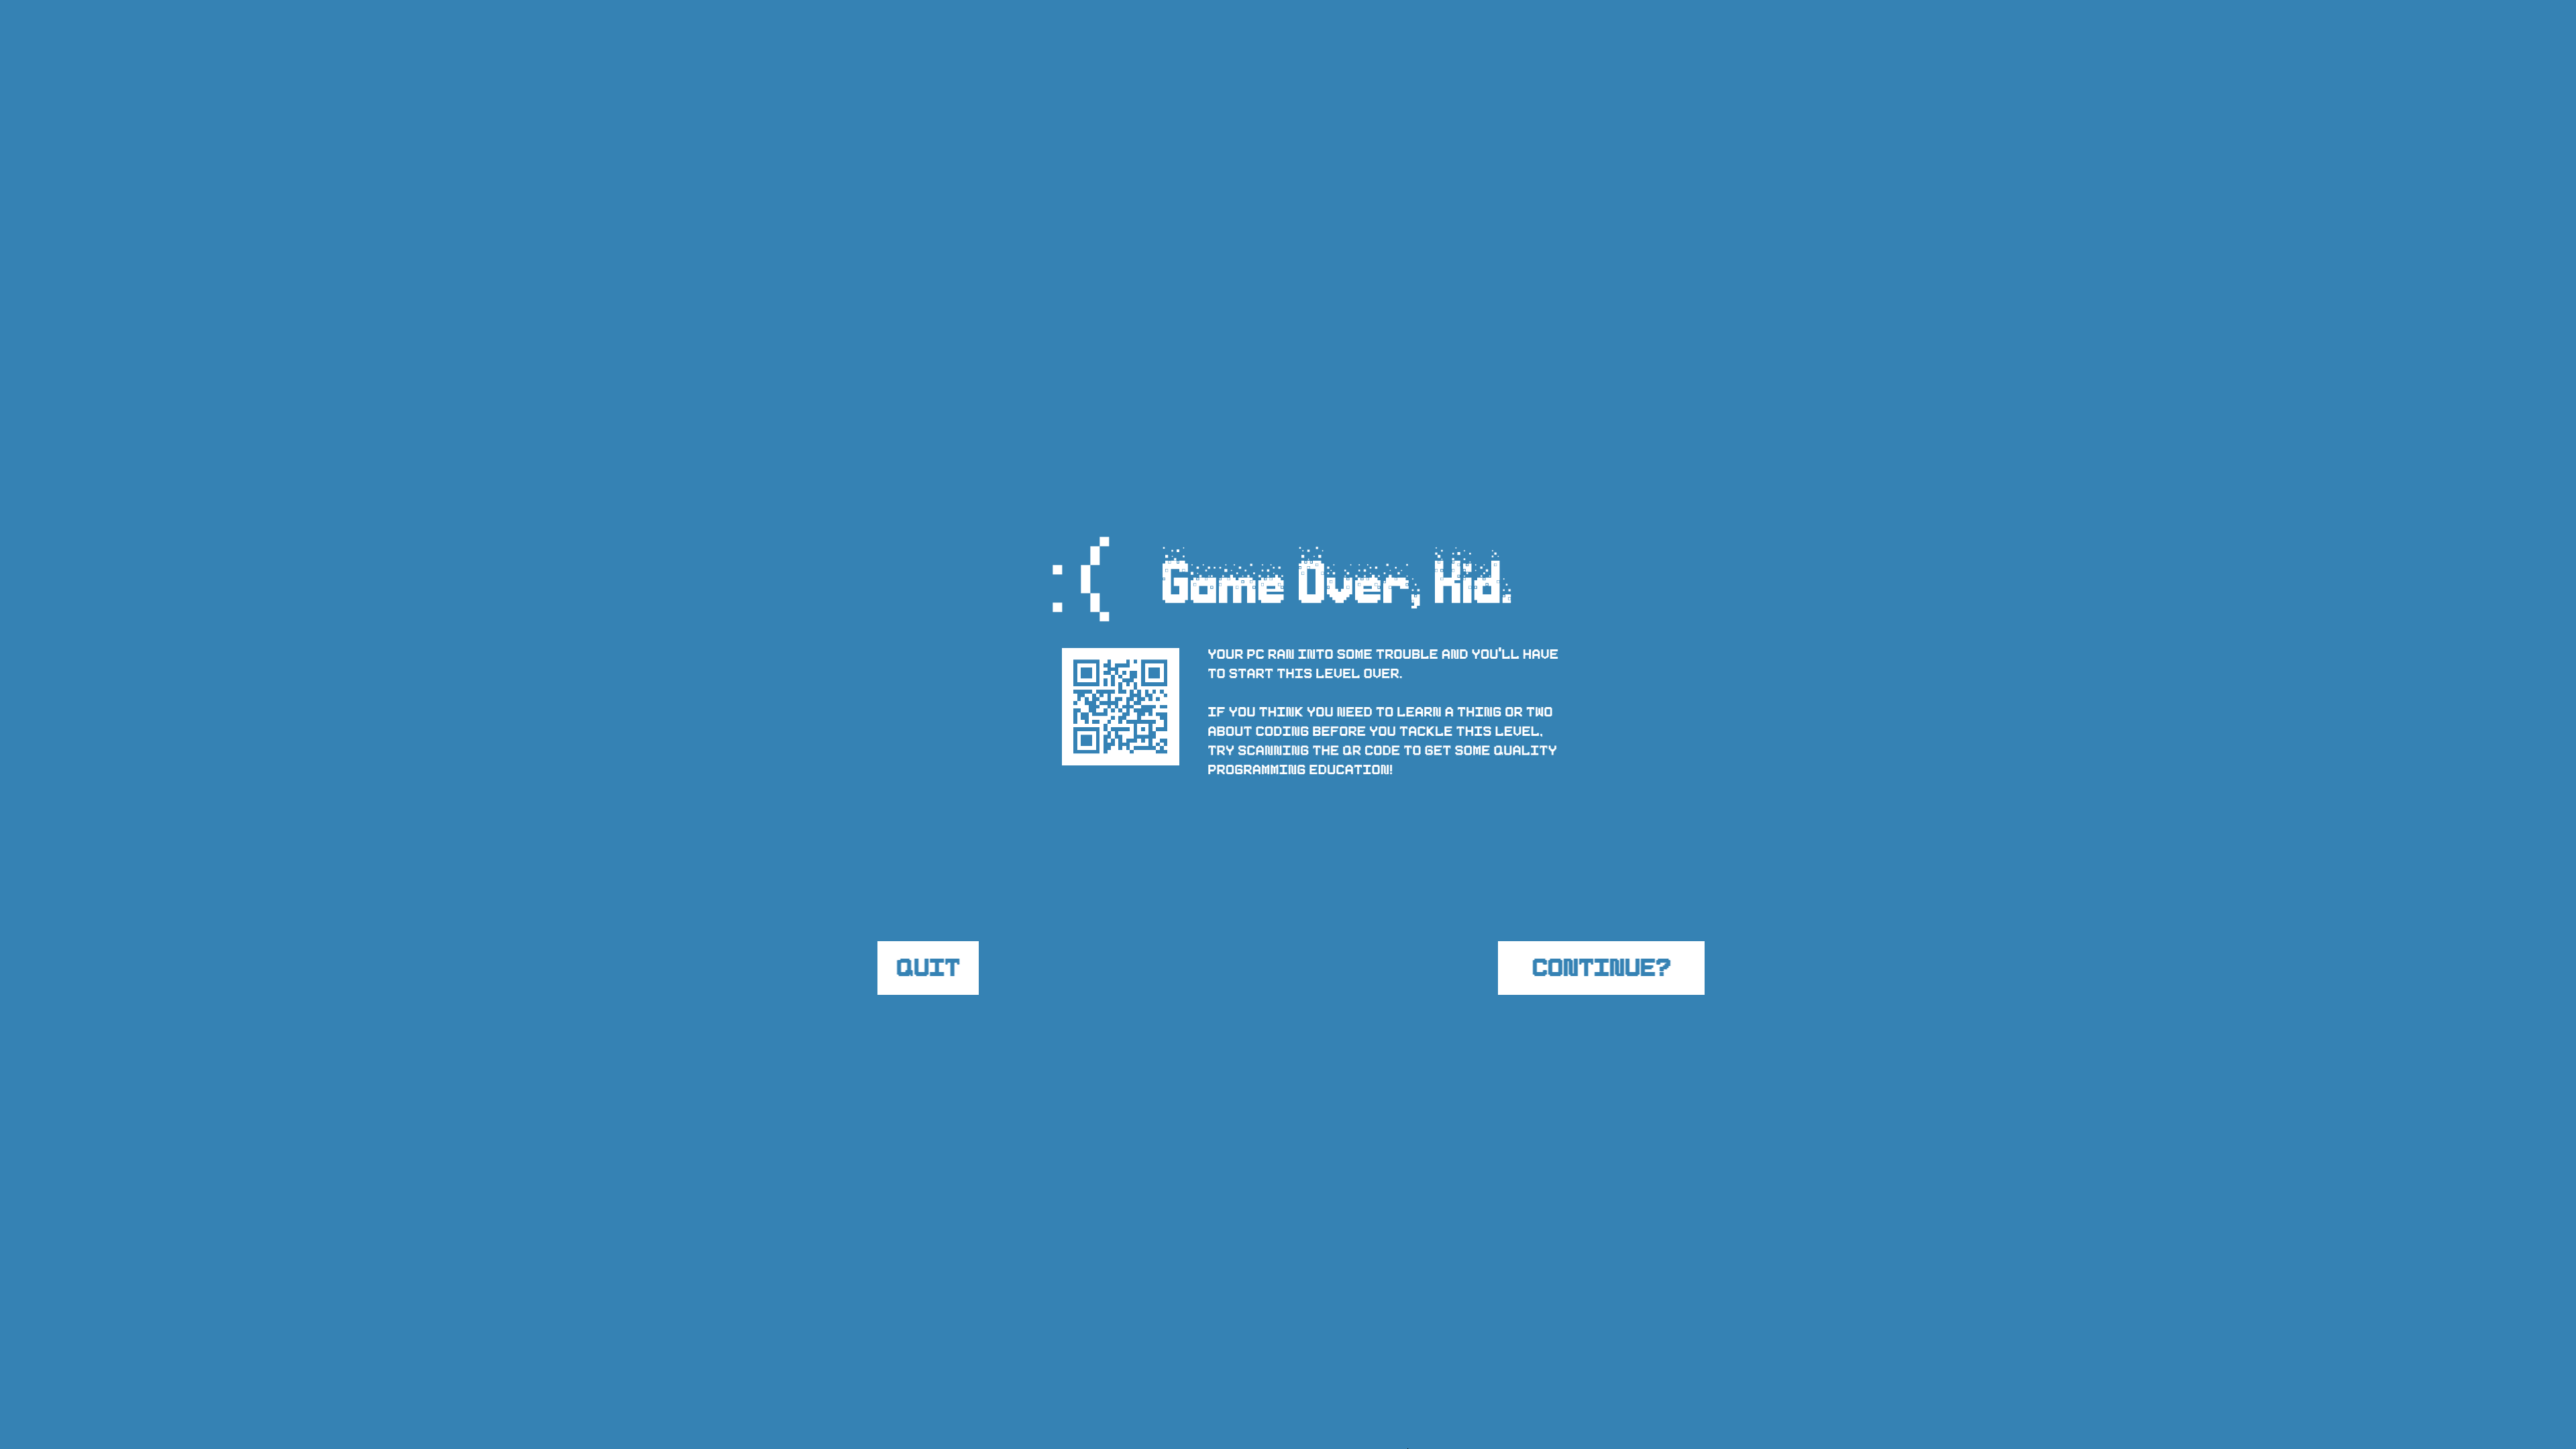 :(
Game Over, Kid.
YOUR PC RAN INTO SOME TROUBLE AND YOU'LL HAVE
TO START THIS LEVEL OVER.
IF YOU THINK YOU NEED TO LEARN A THING OR TWO
ABOUT CODING BEFORE YOU TACKLE THIS LEVEL.
TRY SCANNING THE QR CODE TO GET SOME QUALITY
PROGRAMMING EDUCATION!
QUIT
CONTINUE?